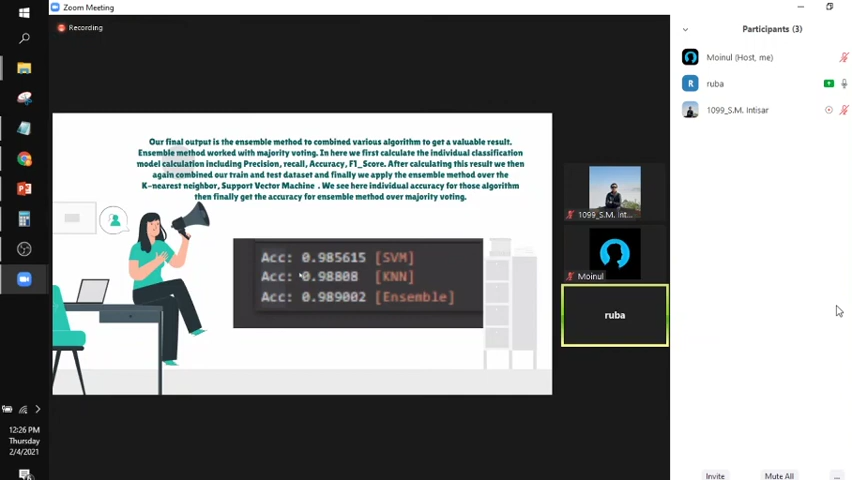 Zoom Meeting
Recording
Participants (3)
Moinul (Host, me)
ruba
1099_S.M. Intisar
Our final output is the ensemble method to combined various algorithm to get a valuable result.
Ensemble method worked with majority voting. In here we first calculate the individual classification
model calculation including Precision, recall, Accuracy, F1_Score. After calculating this result we then
again combined our train and test dataset and finally we apply the ensemble method over the
K-nearest neighbor, Support Vector Machine . We see here individual accuracy for those algorithm
then finally get the accuracy for ensemble method over majority voting.
Acc: 0.985615 [SVM]
Acc: 0.98808 [KNN]
Acc: 0.989002 [Ensemble]
1099_S.M. Int...
Moinul
ruba
12:26 PM
Thursday
2/4/2021
Invite
Mute All
...